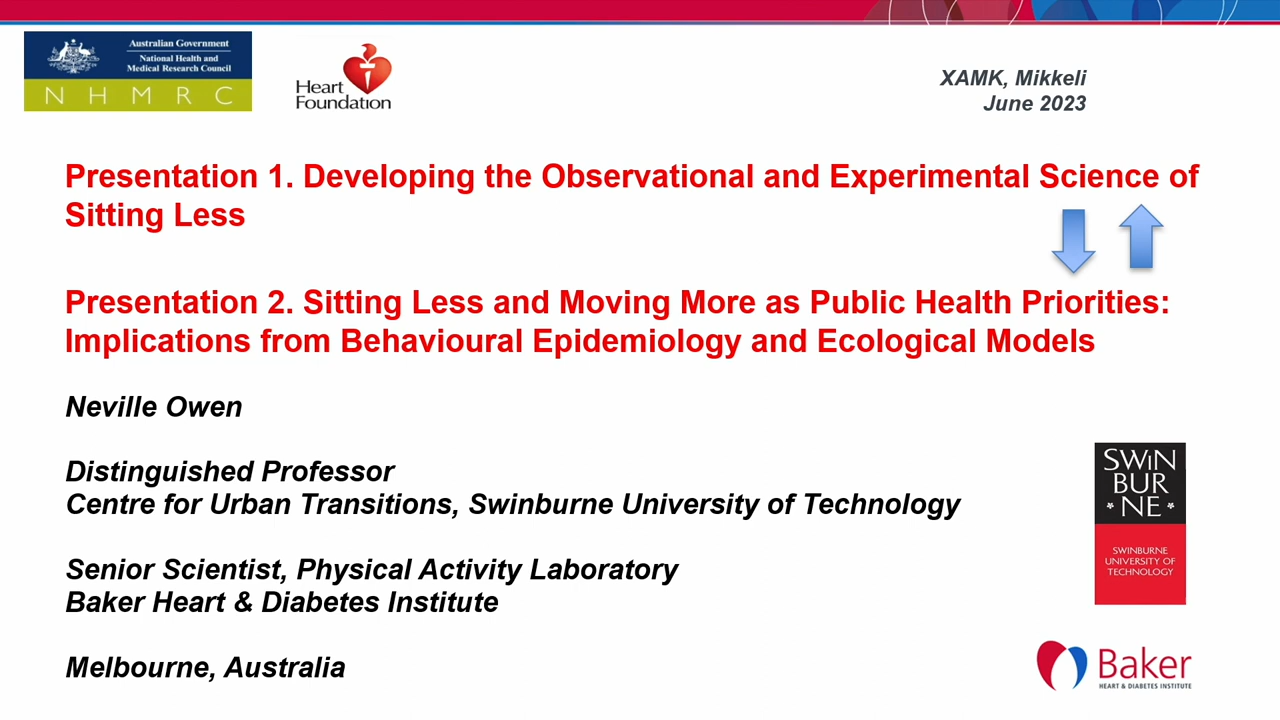 Australian Government
National Health and
Medical Research Council
N H M R C
Heart
Foundation
XAMK, Mikkeli
June 2023
Presentation 1. Developing the Observational and Experimental Science of
Sitting Less
Presentation 2. Sitting Less and Moving More as Public Health Priorities:
Implications from Behavioural Epidemiology and Ecological Models
Neville Owen
Distinguished Professor
Centre for Urban Transitions, Swinburne University of Technology
Senior Scientist, Physical Activity Laboratory
Baker Heart & Diabetes Institute
Melbourne, Australia
SWiN
BUR
*NE*
SWINBURNE
UNIVERSITY OF
TECHNOLOGY
Baker
HEART & DIABETES INSTITUTE